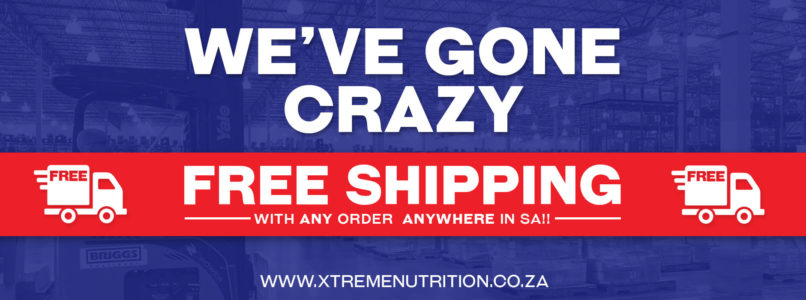 WE'VE GONE
CRAZY
FREE
FREE SHIPPING
FREE
WITH ANY ORDER ANYWHERE IN SA!!
Yale
BRIGGS
WWW.XTREMENUTRITION.CO.ZA